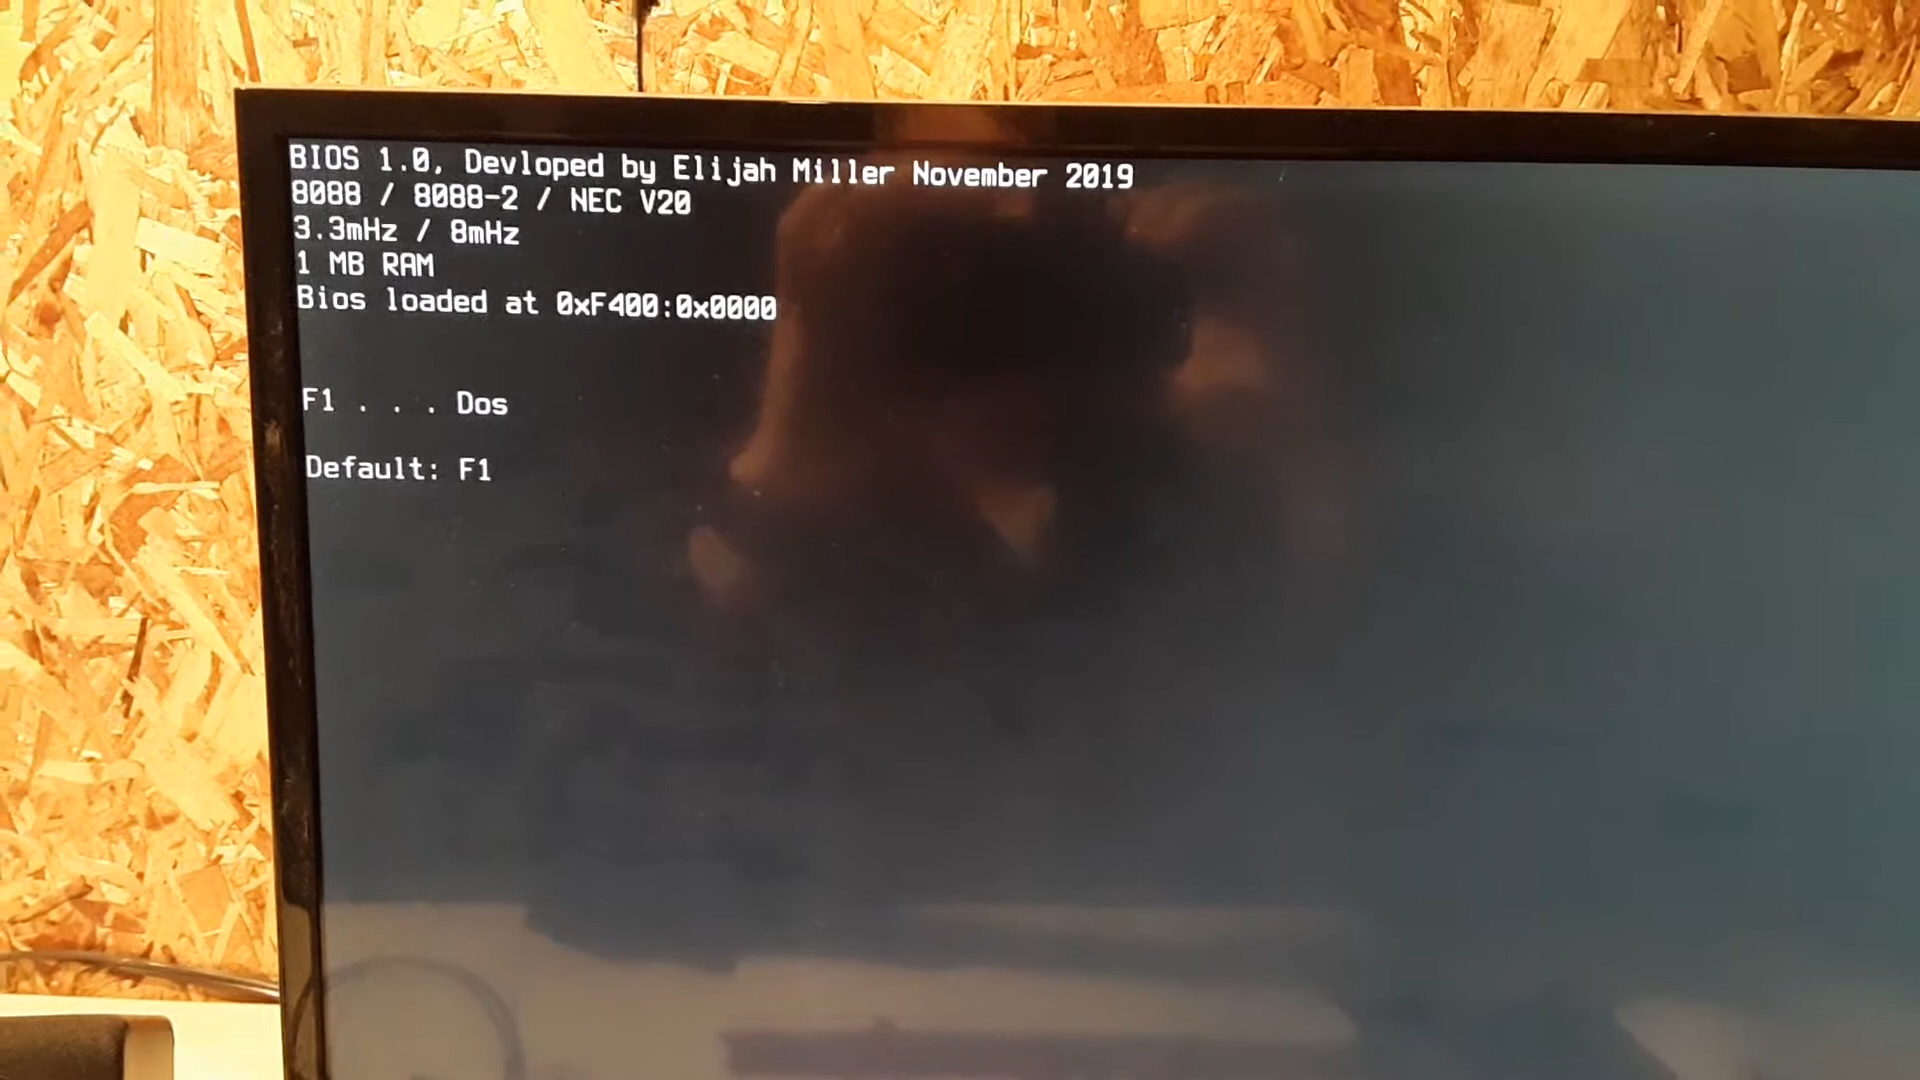 BIOS 1.0, Devloped by Elijah Miller November 2019
8088 / 8088-2 / NEC V20
3.3mHz / 8mHz
1 MB RAM
Bios loaded at 0xF400:0x0000
F1 . . . Dos
Default: F1